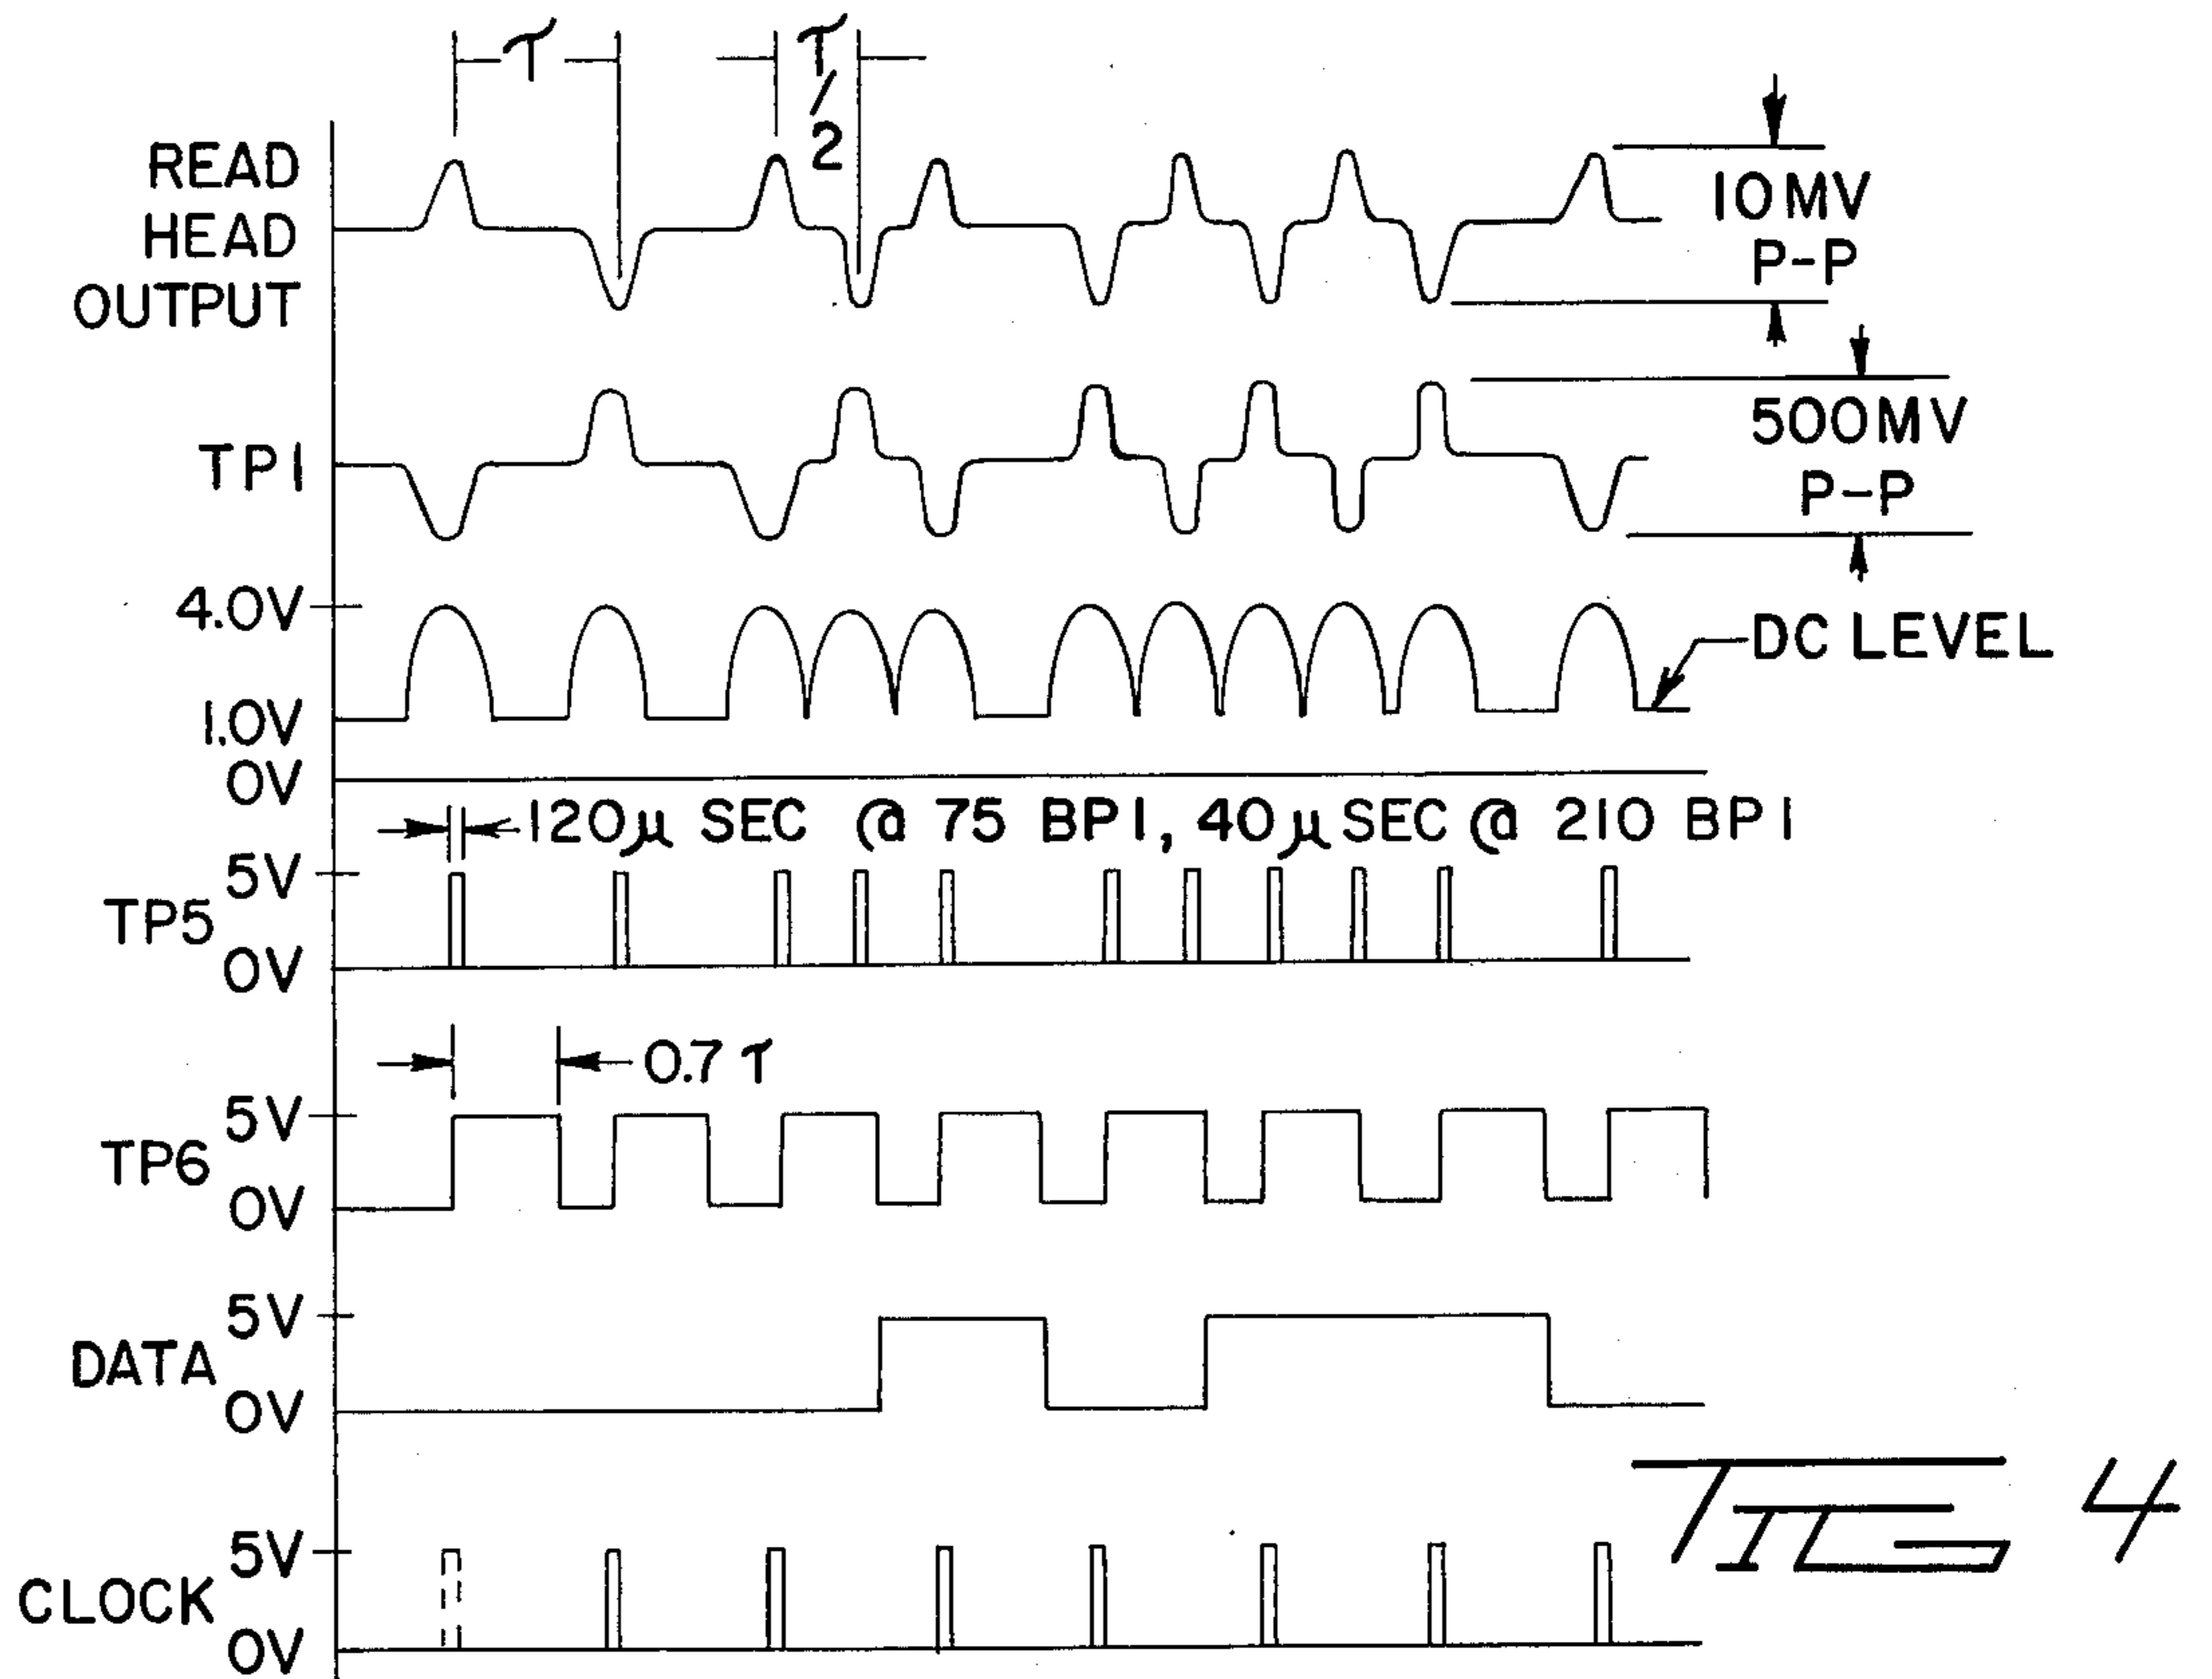 τ
τ/2
READ
HEAD
OUTPUT
10MV
P-P
TP1
500MV
P-P
4.0V
1.0V
0V
DC LEVEL
120μ SEC @ 75 BPI, 40μ SEC @ 210 BPI
5V
TP5
0V
0.7 τ
5V
TP6
0V
5V
DATA
0V
5V
CLOCK
0V
FIG 4